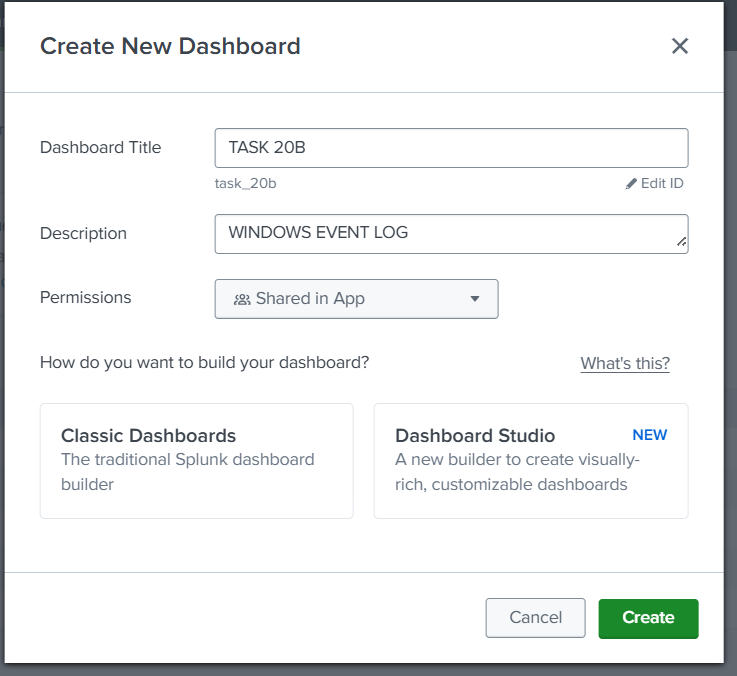 Create New Dashboard
Dashboard Title
TASK 20B
task_20b
Edit ID
Description
WINDOWS EVENT LOG
Permissions
Shared in App
How do you want to build your dashboard?
What's this?
Classic Dashboards
The traditional Splunk dashboard
builder
Dashboard Studio
NEW
A new builder to create visually-
rich, customizable dashboards
Cancel
Create